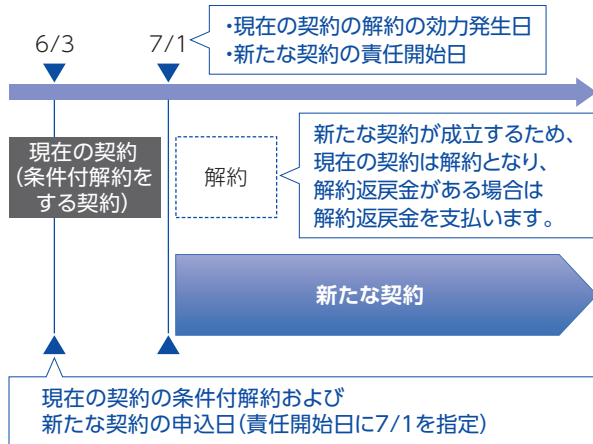 6/3
7/1
・現在の契約の解約の効力発生日
・新たな契約の責任開始日
現在の契約
(条件付解約を
する契約)
解約
新たな契約が成立するため、
現在の契約は解約となり、
解約返戻金がある場合は
解約返戻金を支払います。
新たな契約
現在の契約の条件付解約および
新たな契約の申込日(責任開始日に7/1を指定)